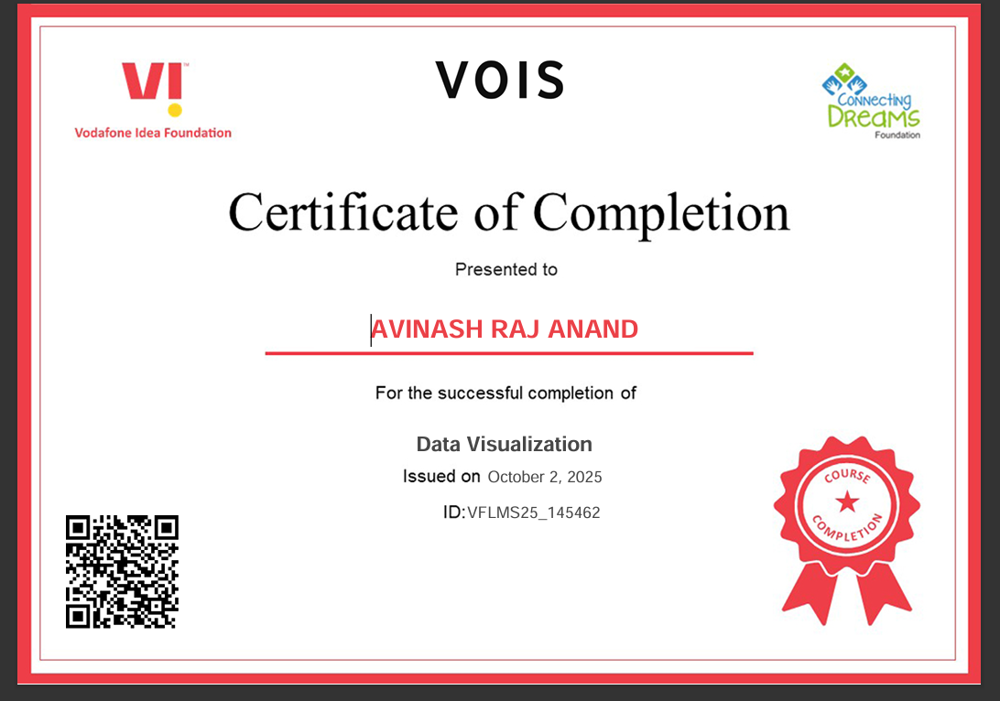 VI™
Vodafone Idea Foundation
VOIS
CONNECTING
DREAMS
Foundation
Certificate of Completion
Presented to
AVINASH RAJ ANAND
For the successful completion of
Data Visualization
Issued on October 2, 2025
ID:VFLMS25_145462
COURSE
COMPLETION